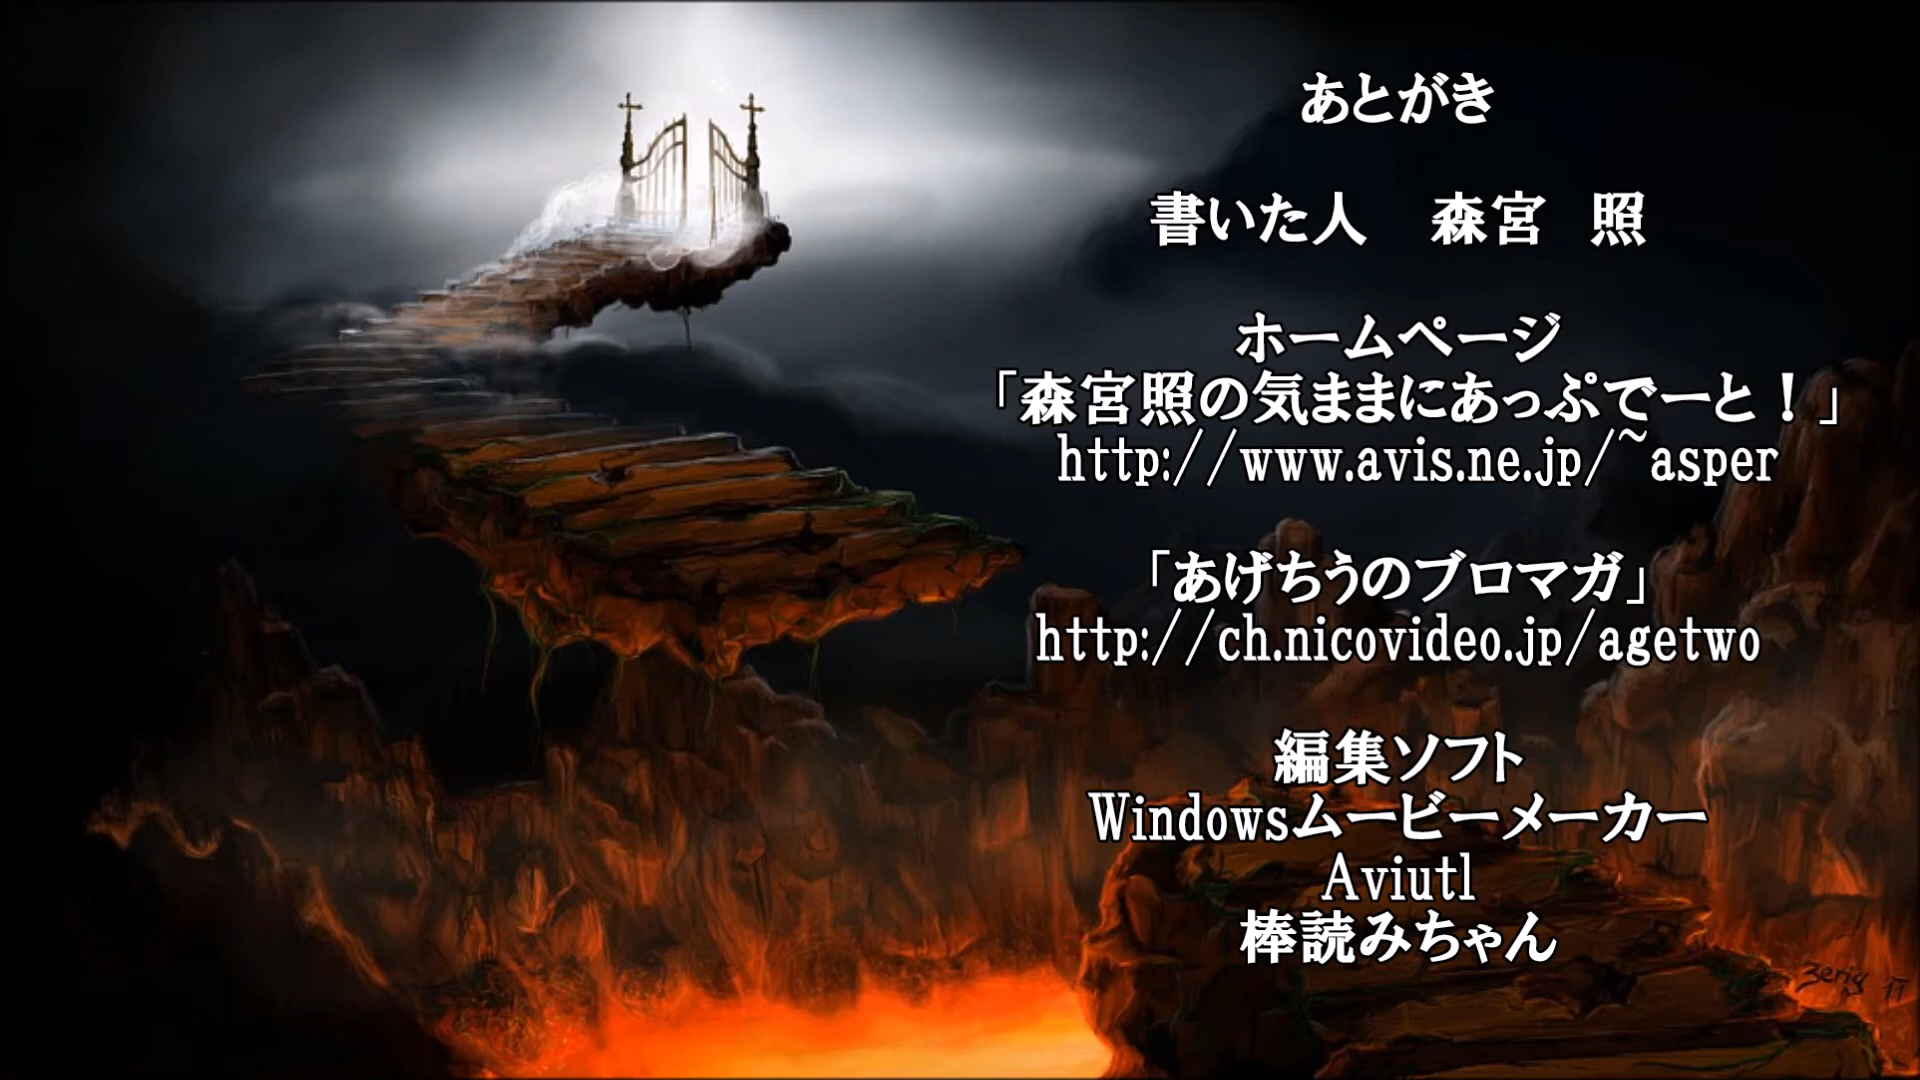 あとがき
書いた人　森宮　照
ホームページ
「森宮照の気ままにあっぷでーと！」
http://www.avis.ne.jp/~asper
「あげちうのブロマガ」
http://ch.nicovideo.jp/agetwo
編集ソフト
Windowsムービーメーカー
Aviutl
棒読みちゃん